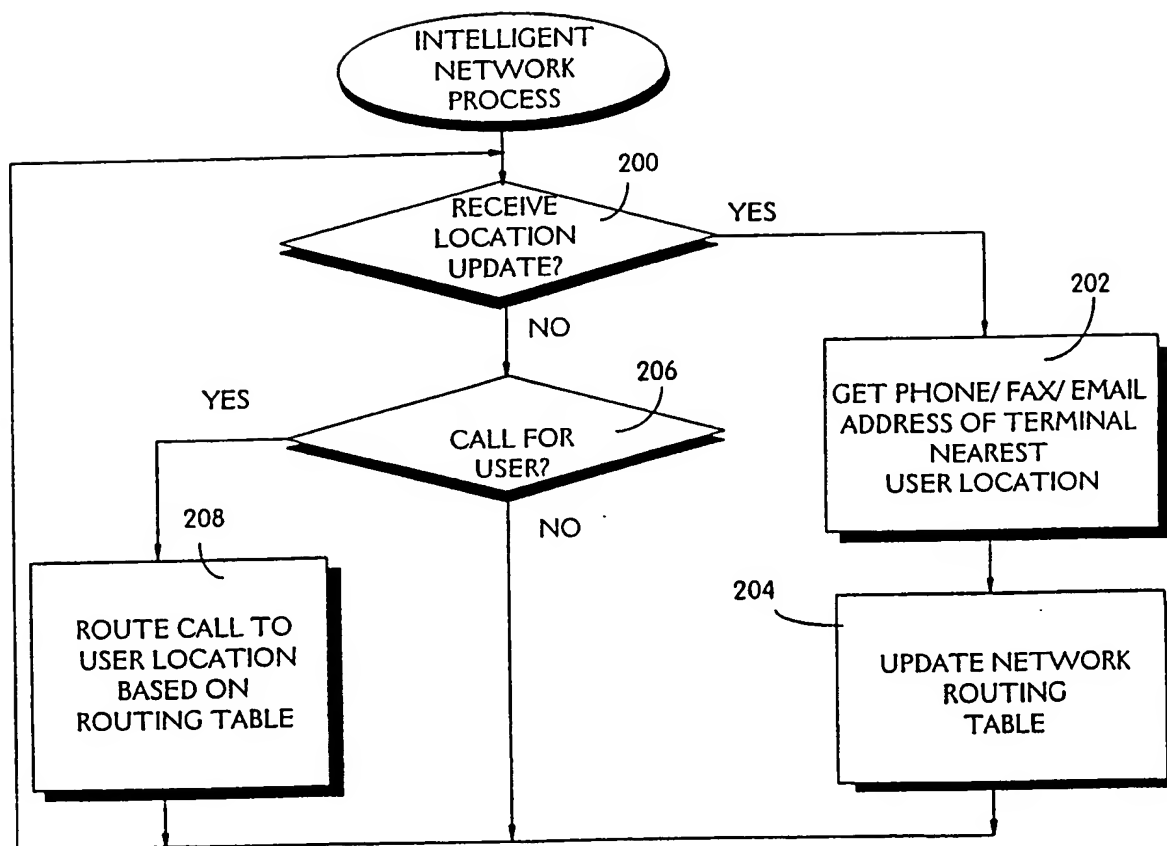 INTELLIGENT
NETWORK
PROCESS
200
RECEIVE
LOCATION
UPDATE?
YES
NO
202
GET PHONE/ FAX/ EMAIL
ADDRESS OF TERMINAL
NEAREST
USER LOCATION
206
YES
CALL FOR
USER?
NO
208
ROUTE CALL TO
USER LOCATION
BASED ON
ROUTING TABLE
204
UPDATE NETWORK
ROUTING
TABLE